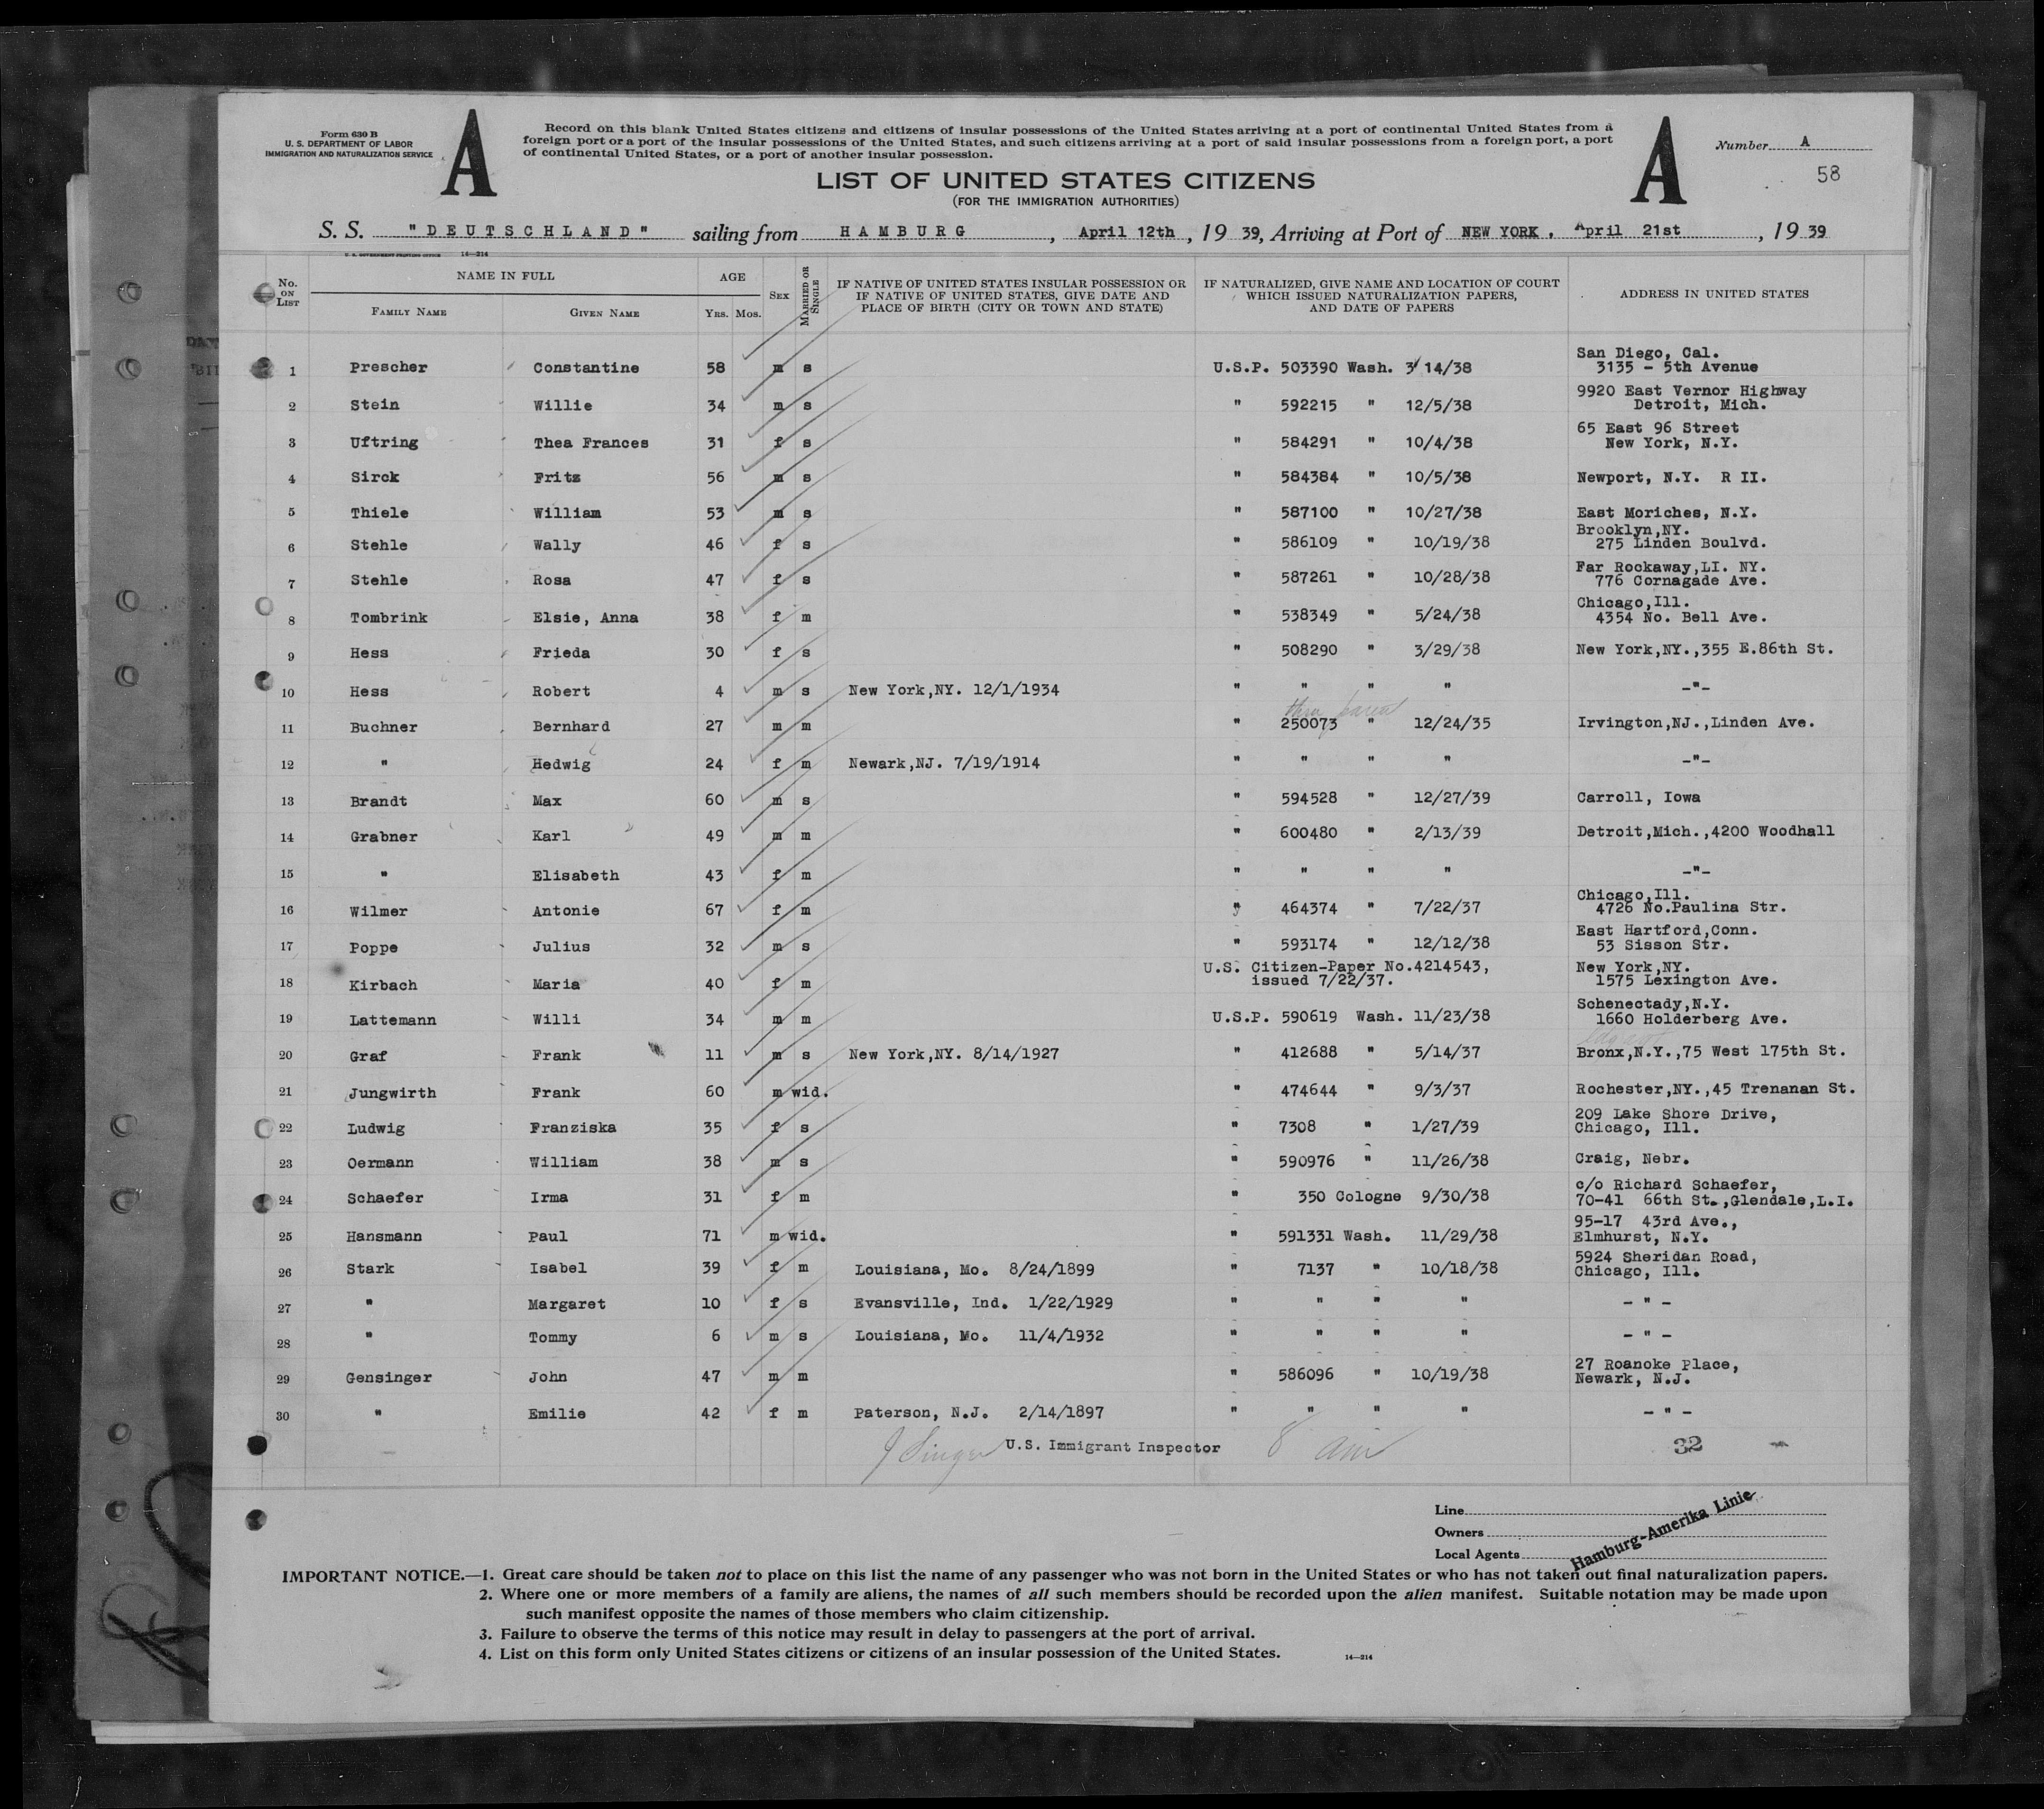 Form 630 B
U. S. DEPARTMENT OF LABOR
IMMIGRATION AND NATURALIZATION SERVICE
A
Record on this blank United States citizens and citizens of insular possessions of the United States arriving at a port of continental United States from a
foreign port or a port of the insular possessions of the United States, and such citizens arriving at a port of said insular possessions from a foreign port, a port
of continental United States, or a port of another insular possession.
A
Number A
58
LIST OF UNITED STATES CITIZENS
(FOR THE IMMIGRATION AUTHORITIES)
S. S. "DEUTSCHLAND" sailing from HAMBURG, April 12th, 19 39, Arriving at Port of NEW YORK, April 21st, 19 39
U. S. GOVERNMENT PRINTING OFFICE 14—214
No. ON LIST NAME IN FULL FAMILY NAME GIVEN NAME AGE YRS. MOS. SEX MARRIED OR SINGLE
IF NATIVE OF UNITED STATES INSULAR POSSESSION OR IF NATIVE OF UNITED STATES, GIVE DATE AND PLACE OF BIRTH (CITY OR TOWN AND STATE)
IF NATURALIZED, GIVE NAME AND LOCATION OF COURT WHICH ISSUED NATURALIZATION PAPERS, AND DATE OF PAPERS
ADDRESS IN UNITED STATES
1 Prescher Constantine 58 m s U.S.P. 503390 Wash. 3/14/38 San Diego, Cal. 3135 - 5th Avenue
2 Stein Willie 34 m s " 592215 " 12/5/38 9920 East Vernor Highway Detroit, Mich.
3 Uftring Thea Frances 31 f s " 584291 " 10/4/38 65 East 96 Street New York, N.Y.
4 Sirck Fritz 56 m s " 584384 " 10/5/38 Newport, N.Y. R II.
5 Thiele William 53 m s " 587100 " 10/27/38 East Moriches, N.Y.
6 Stehle Wally 46 f s " 586109 " 10/19/38 Brooklyn,NY. 275 Linden Boulvd.
7 Stehle Rosa 47 f s " 587261 " 10/28/38 Far Rockaway,LI. NY. 776 Cornagade Ave.
8 Tombrink Elsie, Anna 38 f m " 538349 " 5/24/38 Chicago,Ill. 4354 No. Bell Ave.
9 Hess Frieda 30 f s " 508290 " 3/29/38 New York,NY.,355 E.86th St.
10 Hess Robert 4 m s New York,NY. 12/1/1934 " " " " -"-
thru parent
11 Buchner Bernhard 27 m m " 250073 " 12/24/35 Irvington,NJ.,Linden Ave.
12 " Hedwig 24 f m Newark,NJ. 7/19/1914 " " " " -"-
13 Brandt Max 60 m s " 594528 " 12/27/39 Carroll, Iowa
14 Grabner Karl 49 m m " 600480 " 2/13/39 Detroit,Mich.,4200 Woodhall
15 " Elisabeth 43 f m " " " " -"-
16 Wilmer Antonie 67 f m " 464374 " 7/22/37 Chicago,Ill. 4726 No.Paulina Str.
17 Poppe Julius 32 m s " 593174 " 12/12/38 East Hartford,Conn. 53 Sisson Str.
18 Kirbach Maria 40 f m U.S. Citizen-Paper No.4214543, issued 7/22/37. New York,NY. 1575 Lexington Ave.
19 Lattemann Willi 34 m m U.S.P. 590619 Wash. 11/23/38 Schenectady,N.Y. 1660 Holderberg Ave.
20 Graf Frank 11 m s New York,NY. 8/14/1927 " 412688 " 5/14/37 Bronx,N.Y.,75 West 175th St.
21 Jungwirth Frank 60 m wid. " 474644 " 9/3/37 Rochester,NY.,45 Trenanan St.
22 Ludwig Franziska 35 f s " 7308 " 1/27/39 209 Lake Shore Drive, Chicago, Ill.
23 Oermann William 38 m s " 590976 " 11/26/38 Craig, Nebr.
24 Schaefer Irma 31 f m " 350 Cologne 9/30/38 c/o Richard Schaefer, 70-41 66th St.,Glendale,L.I.
25 Hansmann Paul 71 m wid. " 591331 Wash. 11/29/38 95-17 43rd Ave., Elmhurst, N.Y.
26 Stark Isabel 39 f m Louisiana, Mo. 8/24/1899 " 7137 " 10/18/38 5924 Sheridan Road, Chicago, Ill.
27 " Margaret 10 f s Evansville, Ind. 1/22/1929 " " " " - " -
28 " Tommy 6 m s Louisiana, Mo. 11/4/1932 " " " " - " -
29 Gensinger John 47 m m " 586096 " 10/19/38 27 Roanoke Place, Newark, N.J.
30 " Emilie 42 f m Paterson, N.J. 2/14/1897 " " " " - " -
J Singer U.S. Immigrant Inspector 8 am 32
Line
Owners
Local Agents
Hamburg-Amerika Linie
IMPORTANT NOTICE.—1. Great care should be taken not to place on this list the name of any passenger who was not born in the United States or who has not taken out final naturalization papers.
2. Where one or more members of a family are aliens, the names of all such members should be recorded upon the alien manifest. Suitable notation may be made upon
such manifest opposite the names of those members who claim citizenship.
3. Failure to observe the terms of this notice may result in delay to passengers at the port of arrival.
4. List on this form only United States citizens or citizens of an insular possession of the United States. 14—214